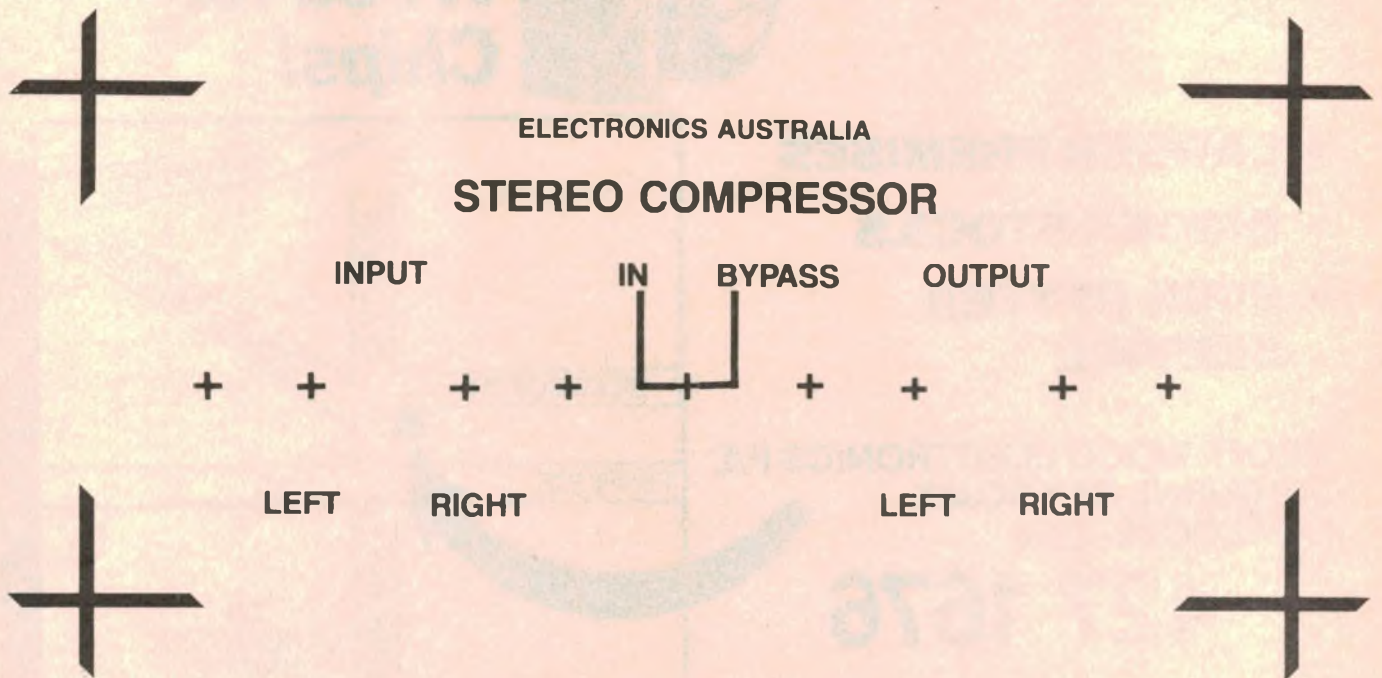 ELECTRONICS AUSTRALIA
STEREO COMPRESSOR
INPUT IN BYPASS OUTPUT
LEFT RIGHT LEFT RIGHT